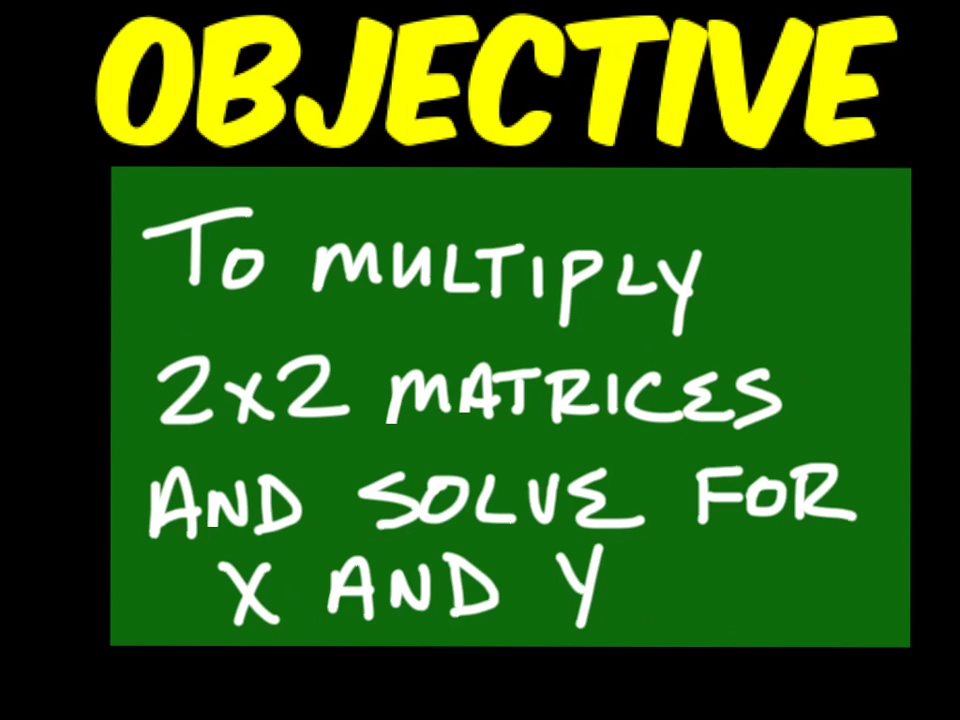 OBJECTIVE
To MULTIPLY
2x2 MATRICES
AND SOLVE FOR
X AND Y